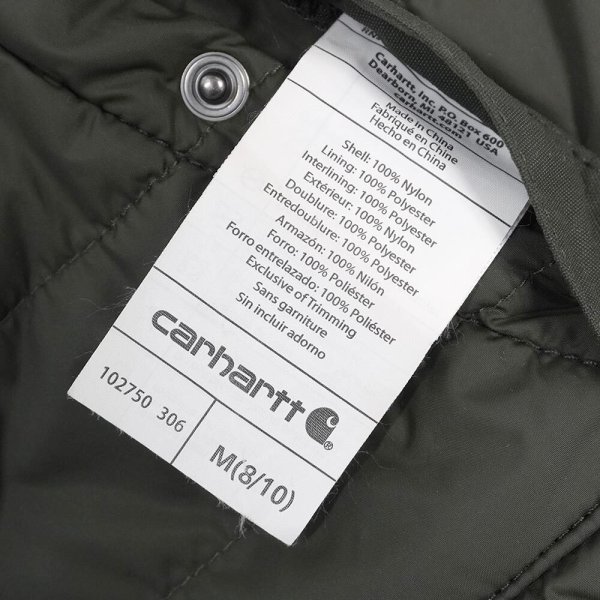 Carhartt, Inc. P.O. Box 600
Dearborn, MI 48121 USA
carhartt.com
Made in China
Fabriqué en China
Hecho en China
Shell: 100% Nylon
Lining: 100% Polyester
Interlining: 100% Polyester
Extérieur: 100% Nylon
Doublure: 100% Polyester
Entredoublure: 100% Polyester
Armazón: 100% Nilón
Forro: 100% Poliéster
Forro entrelazado: 100% Poliéster
Exclusive of Trimming
Sans garniture
Sin incluir adorno
carhartt
®
102750 306
M(8/10)